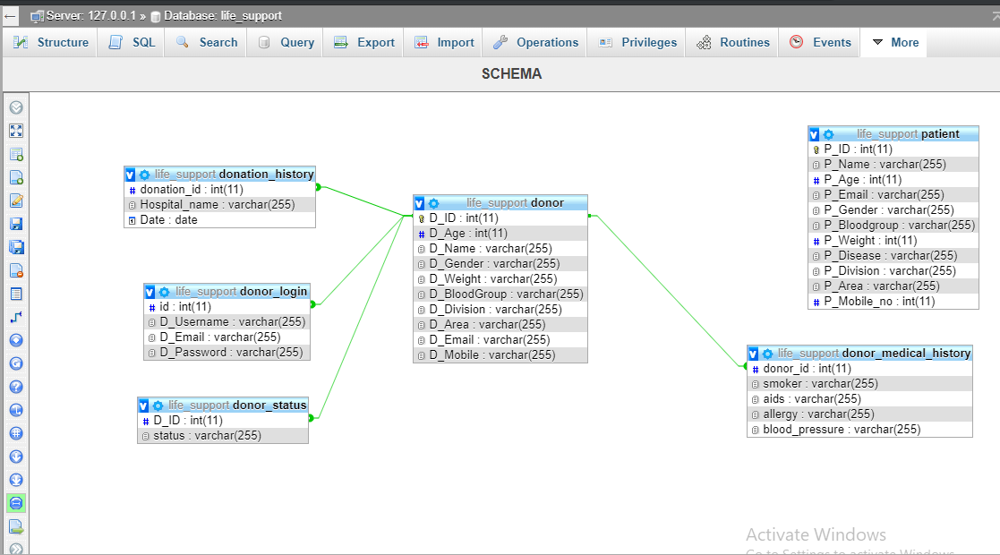 Server: 127.0.0.1 » Database: life_support
Structure SQL Search Query Export Import Operations Privileges Routines Events More
SCHEMA
life_support donation_history
donation_id : int(11)
Hospital_name : varchar(255)
Date : date
life_support donor_login
id : int(11)
D_Username : varchar(255)
D_Email : varchar(255)
D_Password : varchar(255)
life_support donor_status
D_ID : int(11)
status : varchar(255)
life_support donor
D_ID : int(11)
D_Age : int(11)
D_Name : varchar(255)
D_Gender : varchar(255)
D_Weight : varchar(255)
D_BloodGroup : varchar(255)
D_Division : varchar(255)
D_Area : varchar(255)
D_Email : varchar(255)
D_Mobile : varchar(255)
life_support patient
P_ID : int(11)
P_Name : varchar(255)
P_Age : int(11)
P_Email : varchar(255)
P_Gender : varchar(255)
P_Bloodgroup : varchar(255)
P_Weight : int(11)
P_Disease : varchar(255)
P_Division : varchar(255)
P_Area : varchar(255)
P_Mobile_no : int(11)
life_support donor_medical_history
donor_id : int(11)
smoker : varchar(255)
aids : varchar(255)
allergy : varchar(255)
blood_pressure : varchar(255)
Activate Windows
Go to Settings to activate Windows.